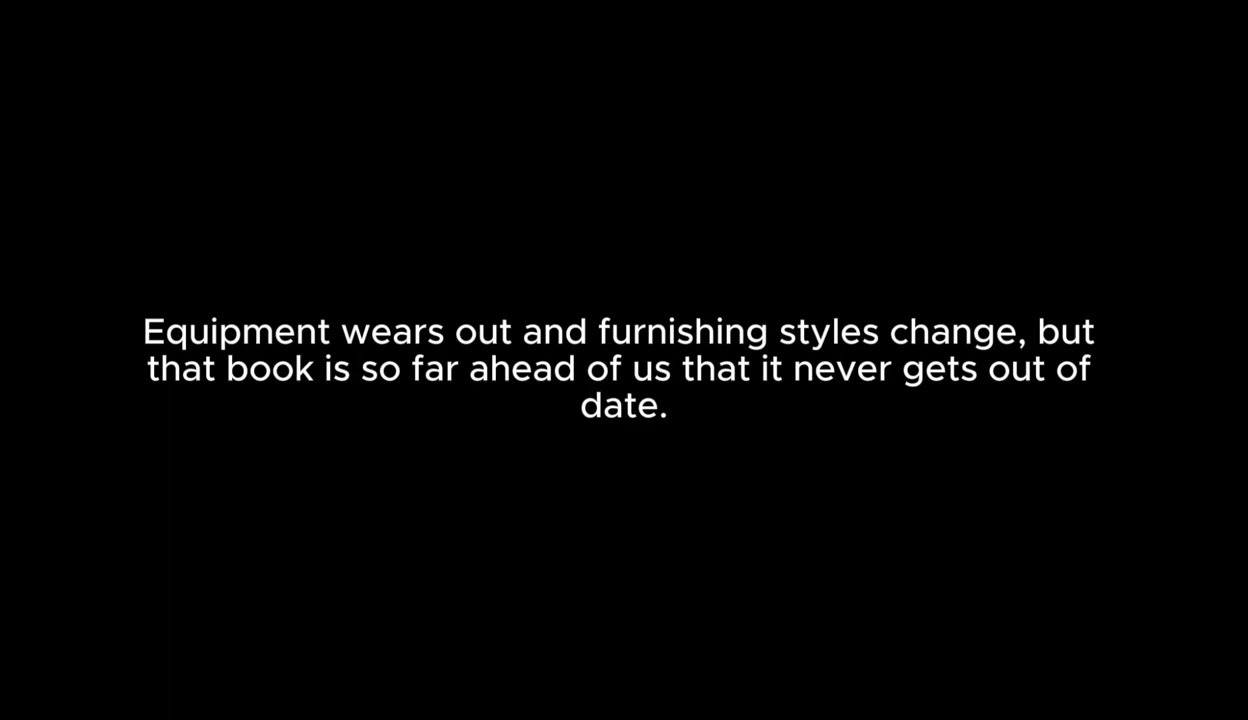 Equipment wears out and furnishing styles change, but
that book is so far ahead of us that it never gets out of
date.